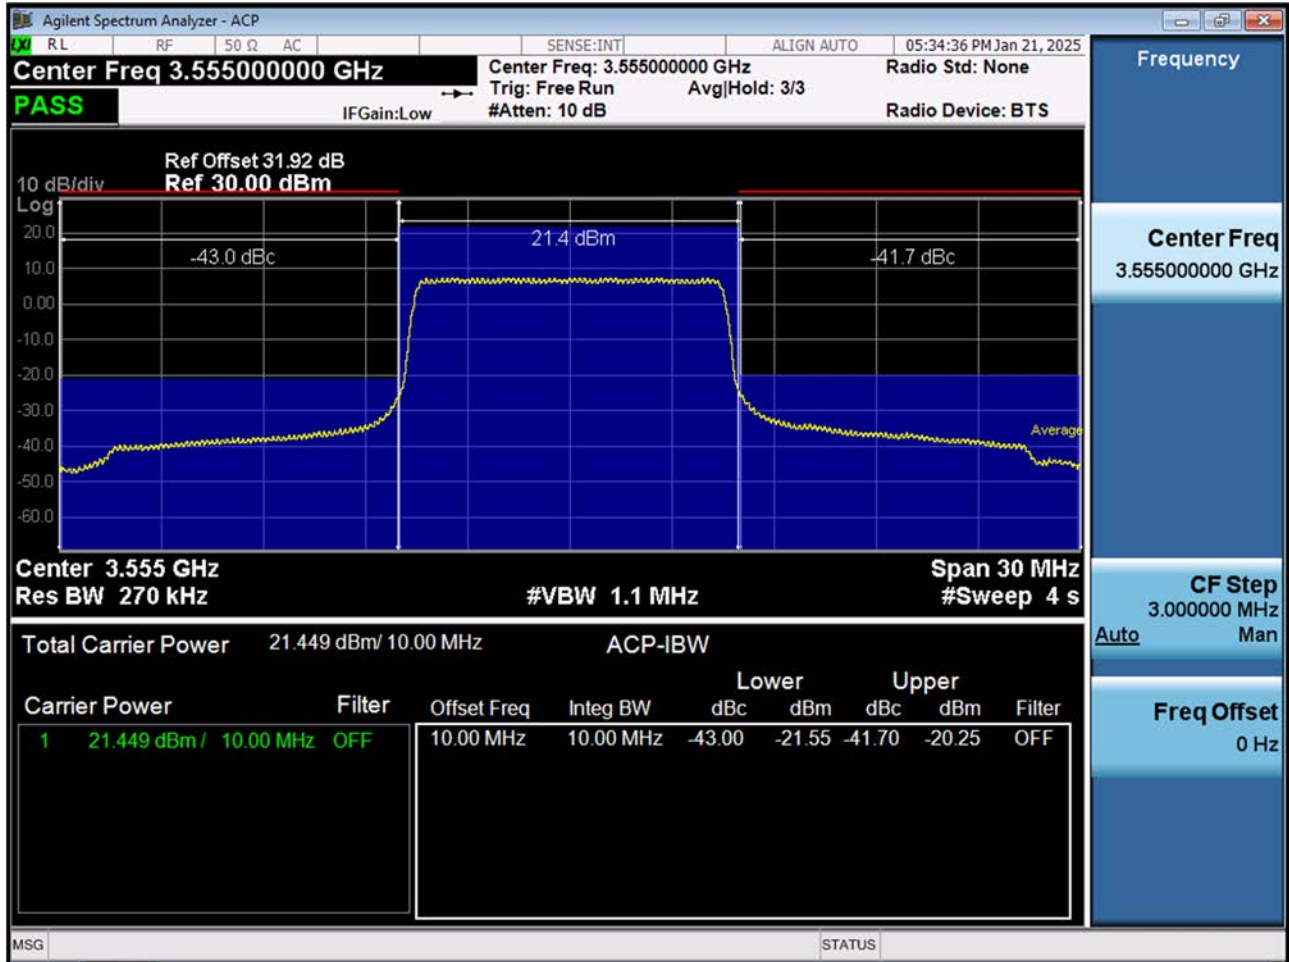 Agilent Spectrum Analyzer - ACP
LXI RL RF 50 Ω AC SENSE:INT ALIGN AUTO 05:34:36 PM Jan 21, 2025
Center Freq 3.555000000 GHz
Center Freq: 3.555000000 GHz Radio Std: None
Trig: Free Run Avg|Hold: 3/3
PASS
IFGain:Low #Atten: 10 dB Radio Device: BTS
Ref Offset 31.92 dB
10 dB/div Ref 30.00 dBm
Log
20.0
10.0
0.00
-10.0
-20.0
-30.0
-40.0
-50.0
-60.0
-43.0 dBc
21.4 dBm
-41.7 dBc
Average
Center 3.555 GHz Span 30 MHz
Res BW 270 kHz #VBW 1.1 MHz #Sweep 4 s
Total Carrier Power 21.449 dBm/ 10.00 MHz ACP-IBW
Lower Upper
Carrier Power Filter Offset Freq Integ BW dBc dBm dBc dBm Filter
1 21.449 dBm / 10.00 MHz OFF 10.00 MHz 10.00 MHz -43.00 -21.55 -41.70 -20.25 OFF
MSG STATUS
Frequency
Center Freq
3.555000000 GHz
CF Step
3.000000 MHz
Auto Man
Freq Offset
0 Hz